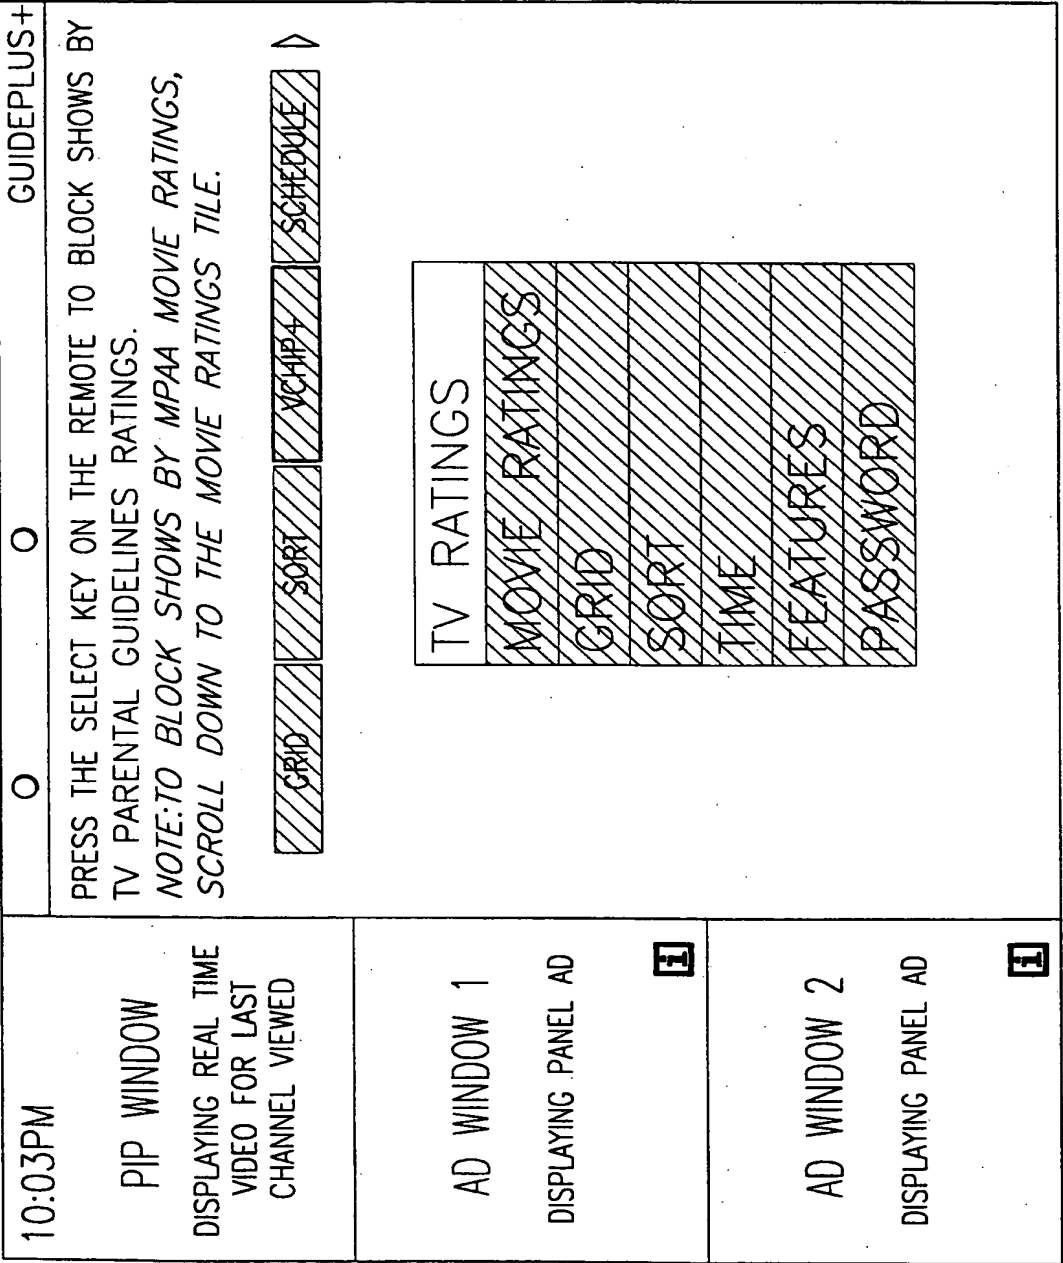 10:03PM
GUIDEPLUS+
PIP WINDOW
DISPLAYING REAL TIME
VIDEO FOR LAST
CHANNEL VIEWED
AD WINDOW 1
DISPLAYING PANEL AD
i
AD WINDOW 2
DISPLAYING PANEL AD
i
PRESS THE SELECT KEY ON THE REMOTE TO BLOCK SHOWS BY
TV PARENTAL GUIDELINES RATINGS.
NOTE:TO BLOCK SHOWS BY MPAA MOVIE RATINGS,
SCROLL DOWN TO THE MOVIE RATINGS TILE.
GRID SORT VCHIP+ SCHEDULE
TV RATINGS
MOVIE RATINGS
GRID
SORT
TIME
FEATURES
PASSWORD